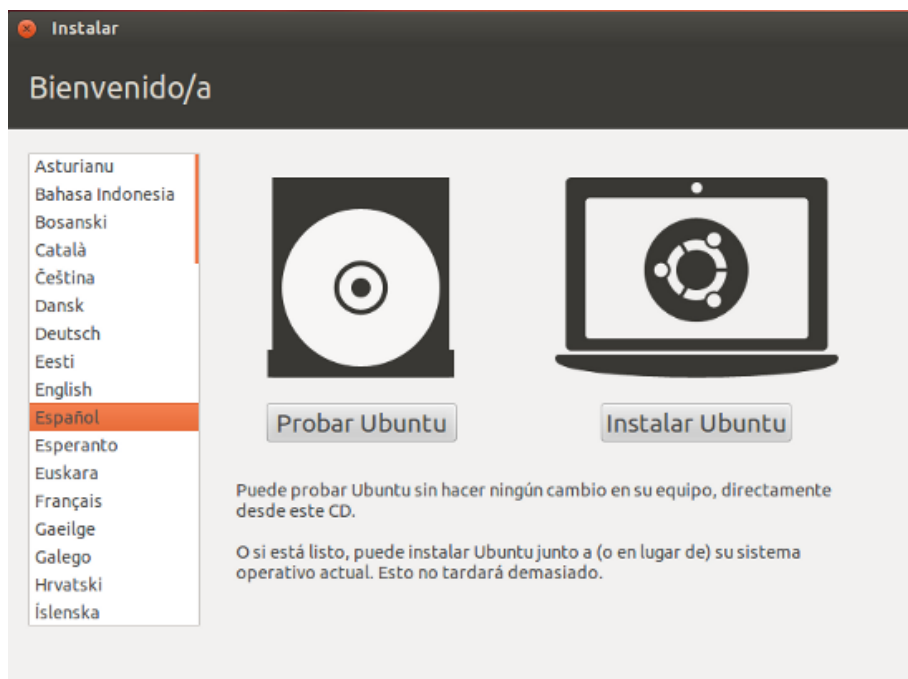 Instalar
Bienvenido/a
Asturianu
Bahasa Indonesia
Bosanski
Català
Čeština
Dansk
Deutsch
Eesti
English
Español
Esperanto
Euskara
Français
Gaeilge
Galego
Hrvatski
Íslenska
Probar Ubuntu
Instalar Ubuntu
Puede probar Ubuntu sin hacer ningún cambio en su equipo, directamente
desde este CD.
O si está listo, puede instalar Ubuntu junto a (o en lugar de) su sistema
operativo actual. Esto no tardará demasiado.